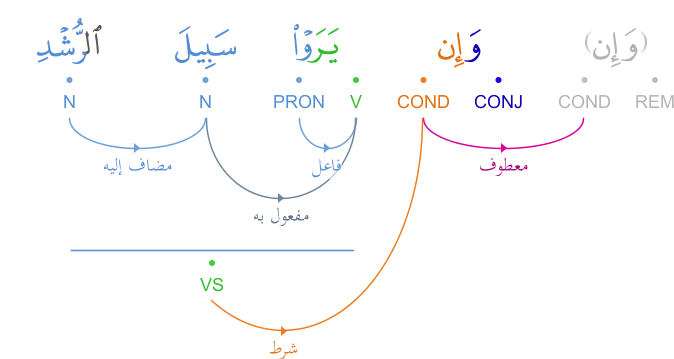 (وَإِن) وَإِن يَرَوْا۟ سَبِيلَ ٱلرُّشْدِ
REM COND CONJ COND V PRON N N
معطوف فاعل مضاف إليه
مفعول به
VS
شرط